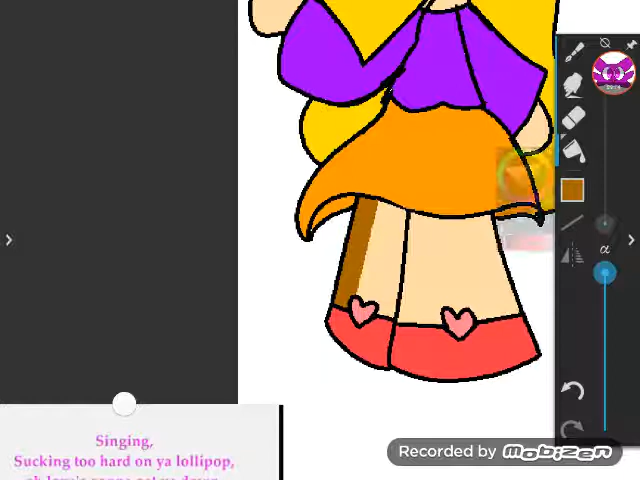 α
Singing,
Sucking too hard on ya lollipop,
Recorded by mobizen